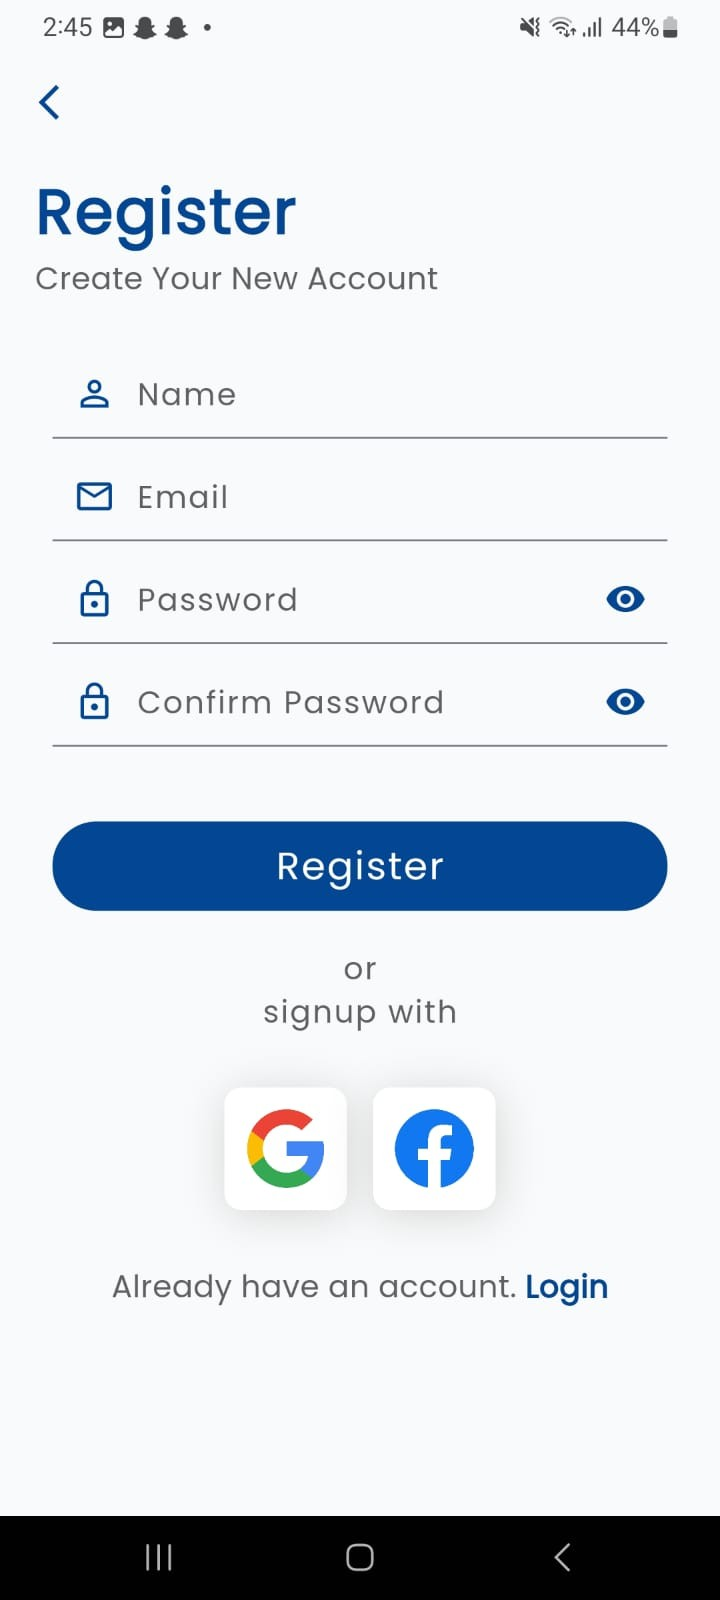 2:45 44%
Register
Create Your New Account
Name
Email
Password
Confirm Password
Register
or
signup with
Already have an account. Login